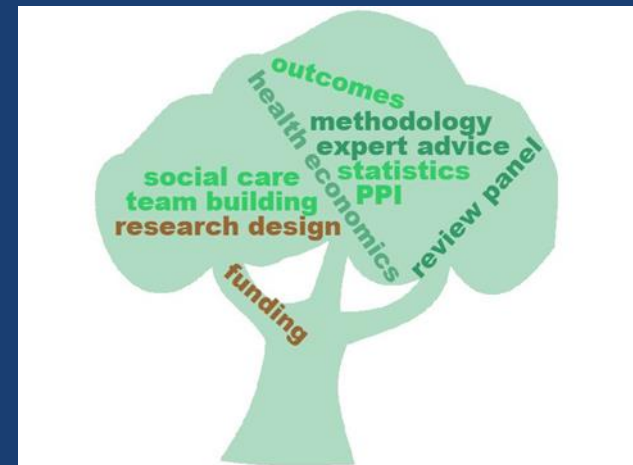 outcomes
health economics
methodology
expert advice
statistics
PPI
review panel
social care
team building
research design
funding